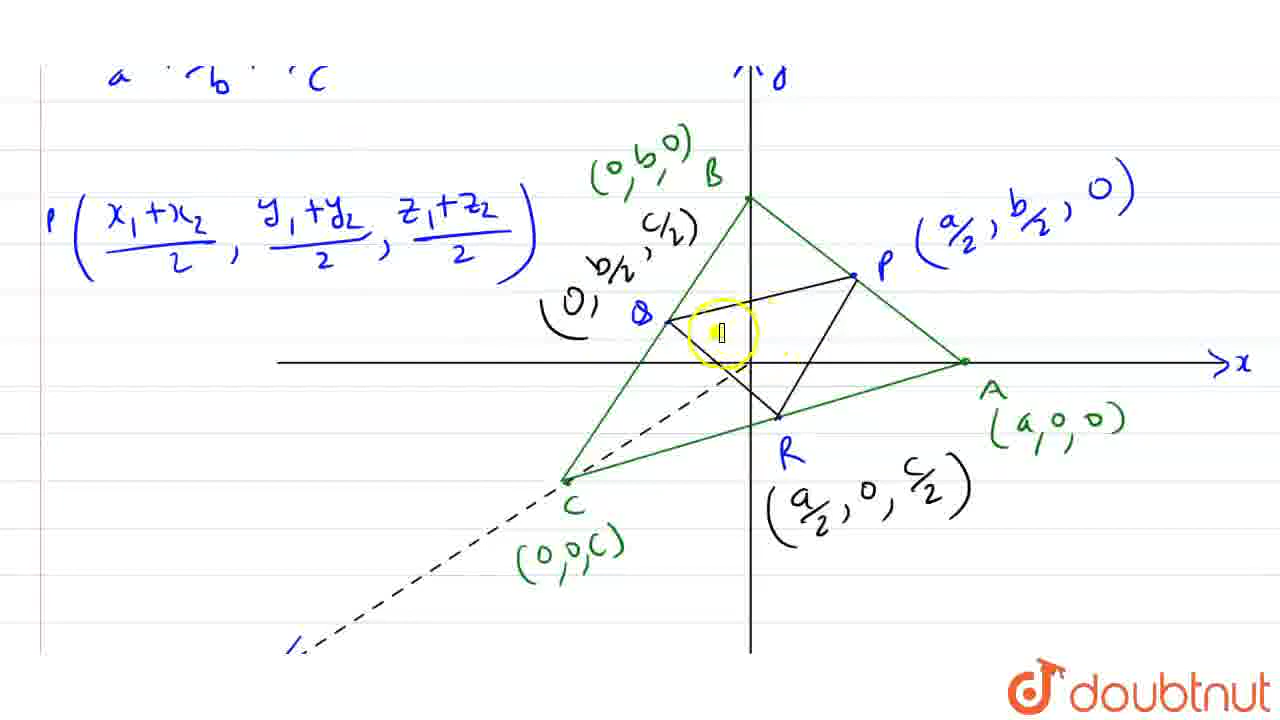 a b c
(0, b, 0) B
P ( x₁+x₂/2 , y₁+y₂/2 , z₁+z₂/2 )
P (a/2, b/2, 0)
Q (0, b/2, c/2)
x
A
(a, 0, 0)
R
(a/2, 0, c/2)
C
(0, 0, C)
doubtnut